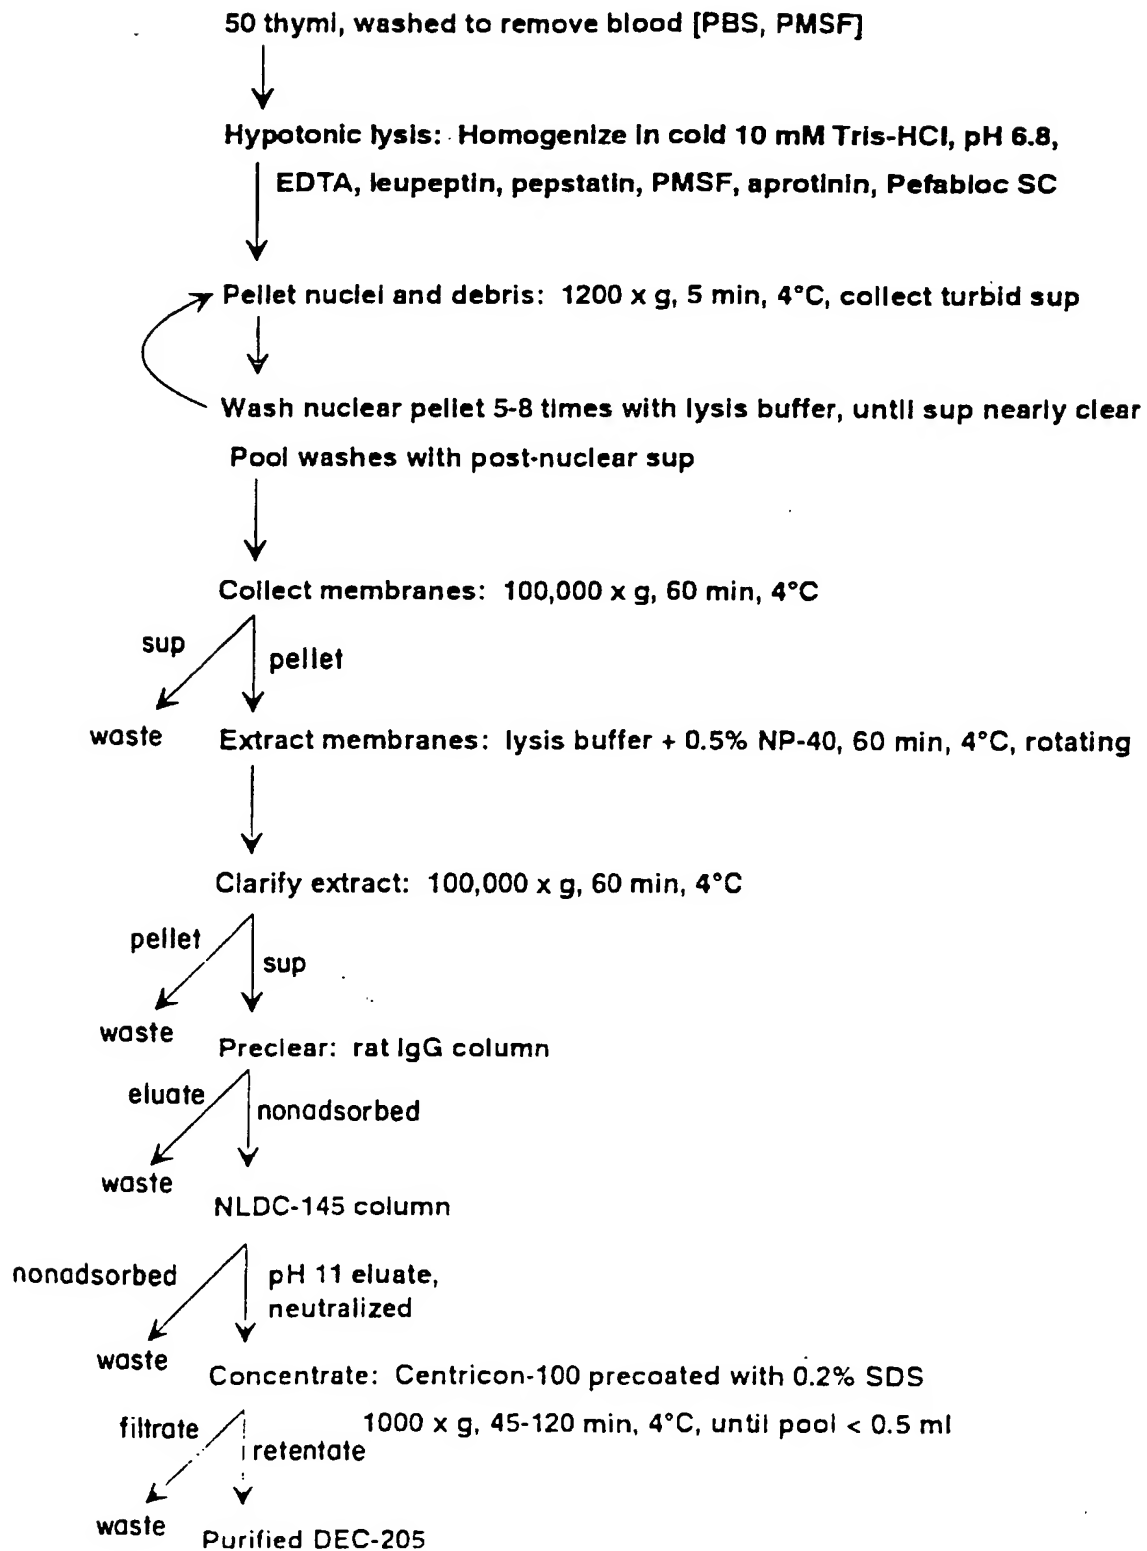 50 thymi, washed to remove blood [PBS, PMSF]
Hypotonic lysis: Homogenize in cold 10 mM Tris-HCl, pH 6.8,
EDTA, leupeptin, pepstatin, PMSF, aprotinin, Pefabloc SC
Pellet nuclei and debris: 1200 x g, 5 min, 4°C, collect turbid sup
Wash nuclear pellet 5-8 times with lysis buffer, until sup nearly clear
Pool washes with post-nuclear sup
Collect membranes: 100,000 x g, 60 min, 4°C
sup
pellet
waste
Extract membranes: lysis buffer + 0.5% NP-40, 60 min, 4°C, rotating
Clarify extract: 100,000 x g, 60 min, 4°C
pellet
sup
waste
Preclear: rat IgG column
eluate
nonadsorbed
waste
NLDC-145 column
nonadsorbed
pH 11 eluate,
neutralized
waste
Concentrate: Centricon-100 precoated with 0.2% SDS
1000 x g, 45-120 min, 4°C, until pool < 0.5 ml
filtrate
retentate
waste
Purified DEC-205